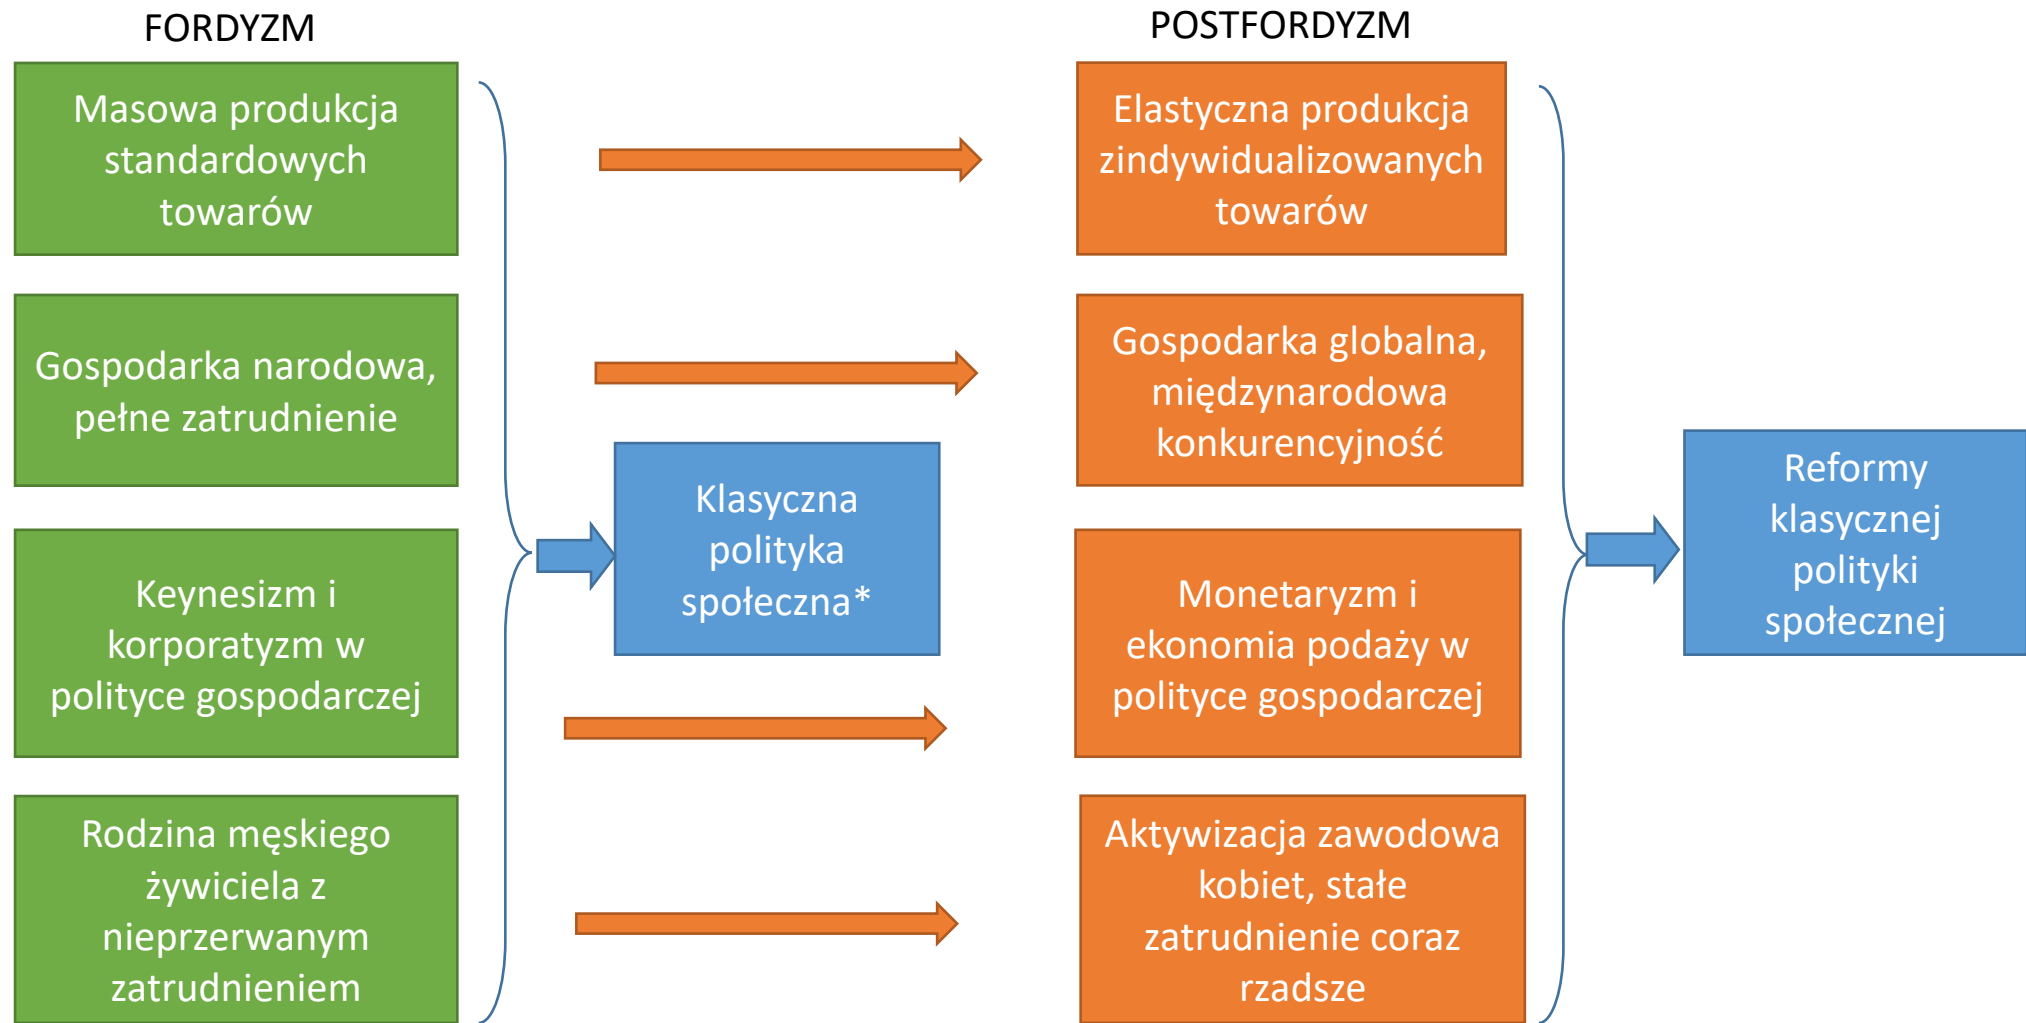 FORDYZM
Masowa produkcja
standardowych
towarów
Gospodarka narodowa,
pełne zatrudnienie
Keynesizm i
korporatyzm w
polityce gospodarczej
Rodzina męskiego
żywiciela z
nieprzerwanym
zatrudnieniem
Klasyczna
polityka
społeczna*
POSTFORDYZM
Elastyczna produkcja
zindywidualizowanych
towarów
Gospodarka globalna,
międzynarodowa
konkurencyjność
Monetaryzm i
ekonomia podaży w
polityce gospodarczej
Aktywizacja zawodowa
kobiet, stałe
zatrudnienie coraz
rzadsze
Reformy
klasycznej
polityki
społecznej